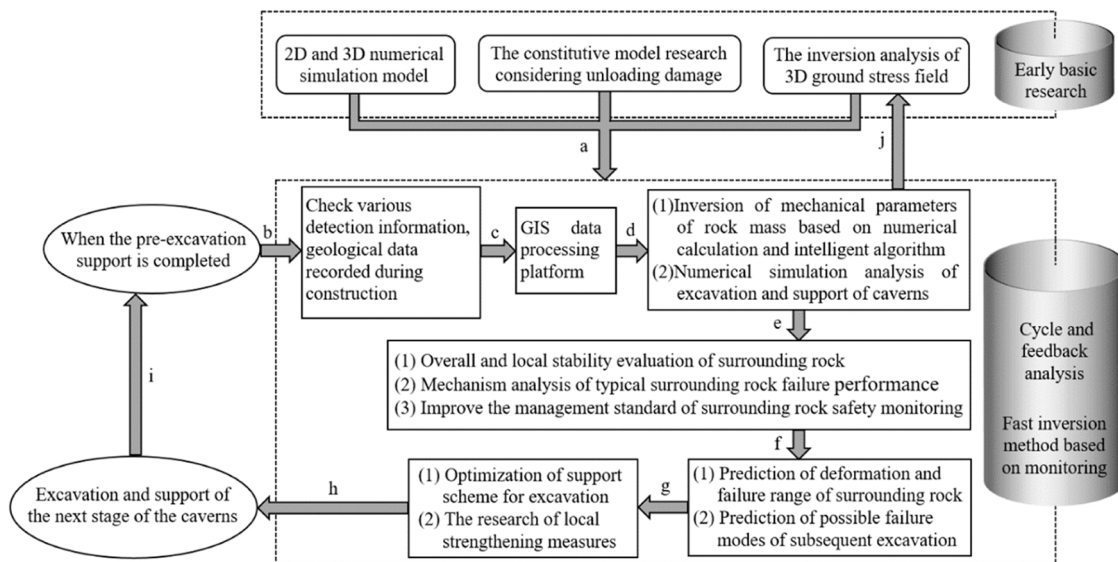 2D and 3D numerical
simulation model
The constitutive model research
considering unloading damage
The inversion analysis of
3D ground stress field
Early basic
research
a
j
When the pre-excavation
support is completed
b
Check various
detection information,
geological data
recorded during
construction
c
GIS data
processing
platform
d
(1)Inversion of mechanical parameters
of rock mass based on numerical
calculation and intelligent algorithm
(2)Numerical simulation analysis of
excavation and support of caverns
e
(1) Overall and local stability evaluation of surrounding rock
(2) Mechanism analysis of typical surrounding rock failure performance
(3) Improve the management standard of surrounding rock safety monitoring
Cycle and
feedback
analysis
Fast inversion
method based
on monitoring
i
f
(1) Prediction of deformation and
failure range of surrounding rock
(2) Prediction of possible failure
modes of subsequent excavation
g
(1) Optimization of support
scheme for excavation
(2) The research of local
strengthening measures
h
Excavation and support of
the next stage of the caverns